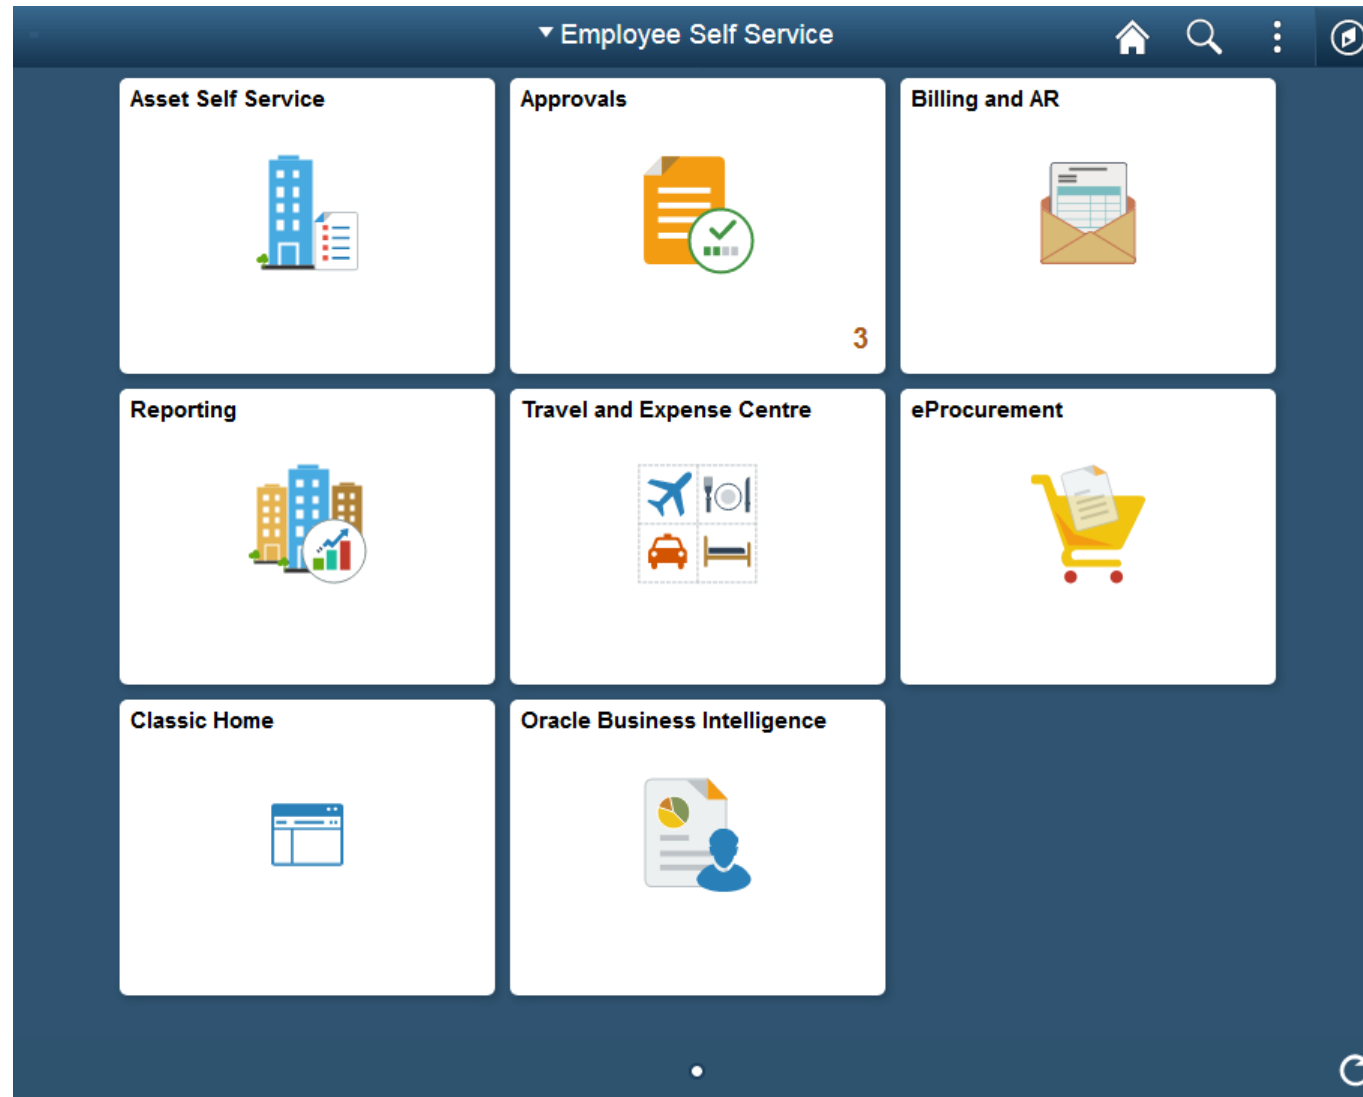 Employee Self Service
Asset Self Service
Approvals
Billing and AR
3
Reporting
Travel and Expense Centre
eProcurement
Classic Home
Oracle Business Intelligence